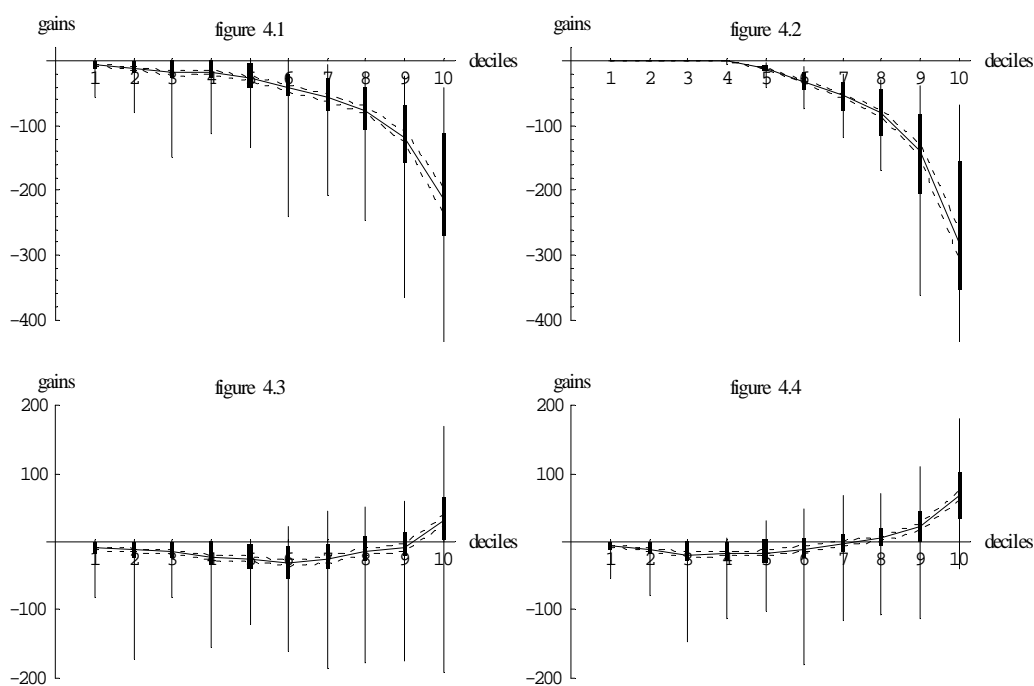 gains figure 4.1
deciles
1 2 3 4 5 6 7 8 9 10
-100
-200
-300
-400
gains figure 4.2
deciles
1 2 3 4 5 6 7 8 9 10
-100
-200
-300
-400
gains figure 4.3
200
100
deciles
1 2 3 4 5 6 7 8 9 10
-100
-200
gains figure 4.4
200
100
deciles
1 2 3 4 5 6 7 8 9 10
-100
-200